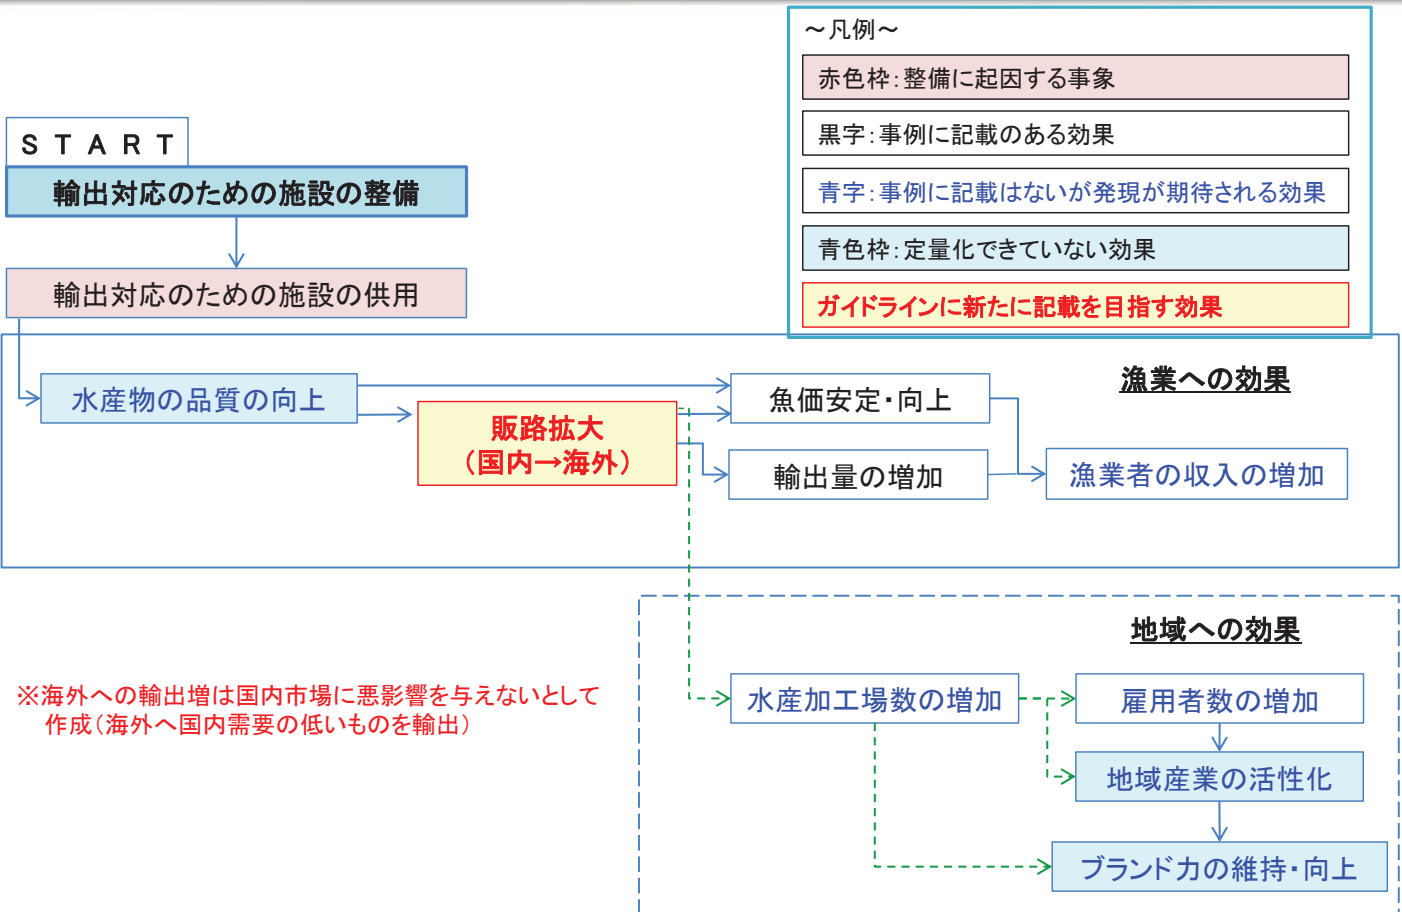 ～凡例～
赤色枠：整備に起因する事象
黒字：事例に記載のある効果
青字：事例に記載はないが発現が期待される効果
青色枠：定量化できていない効果
ガイドラインに新たに記載を目指す効果
ＳＴＡＲＴ
輸出対応のための施設の整備
輸出対応のための施設の供用
漁業への効果
水産物の品質の向上
販路拡大
（国内→海外）
魚価安定・向上
輸出量の増加
漁業者の収入の増加
地域への効果
※海外への輸出増は国内市場に悪影響を与えないとして
作成（海外へ国内需要の低いものを輸出）
水産加工場数の増加
雇用者数の増加
地域産業の活性化
ブランド力の維持・向上